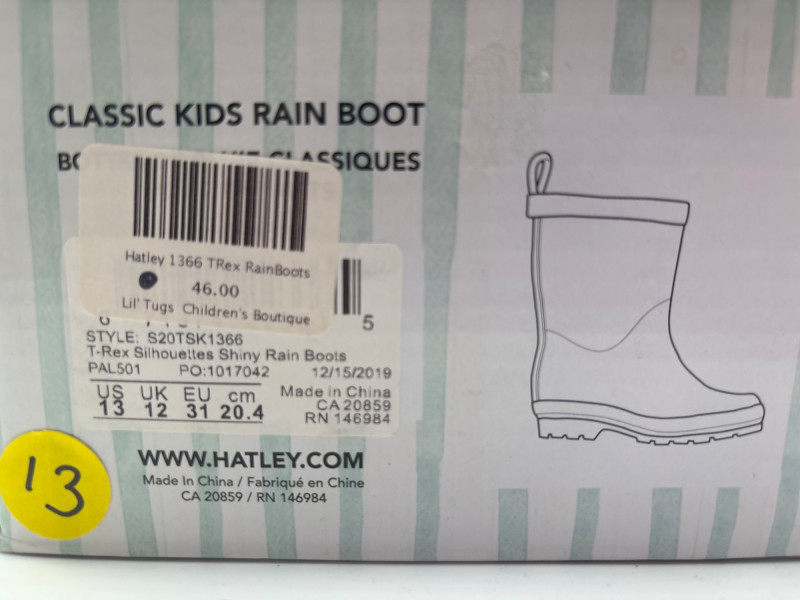 CLASSIC KIDS RAIN BOOT
CLASSIQUES
Hatley 1366 TRex RainBoots
46.00
Lil' Tugs Children's Boutique
5
STYLE: S20TSK1366
T-Rex Silhouettes Shiny Rain Boots
PAL501 PO:1017042 12/15/2019
US UK EU cm
13 12 31 20.4
Made in China
CA 20859
RN 146984
WWW.HATLEY.COM
Made In China / Fabriqué en Chine
CA 20859 / RN 146984
13